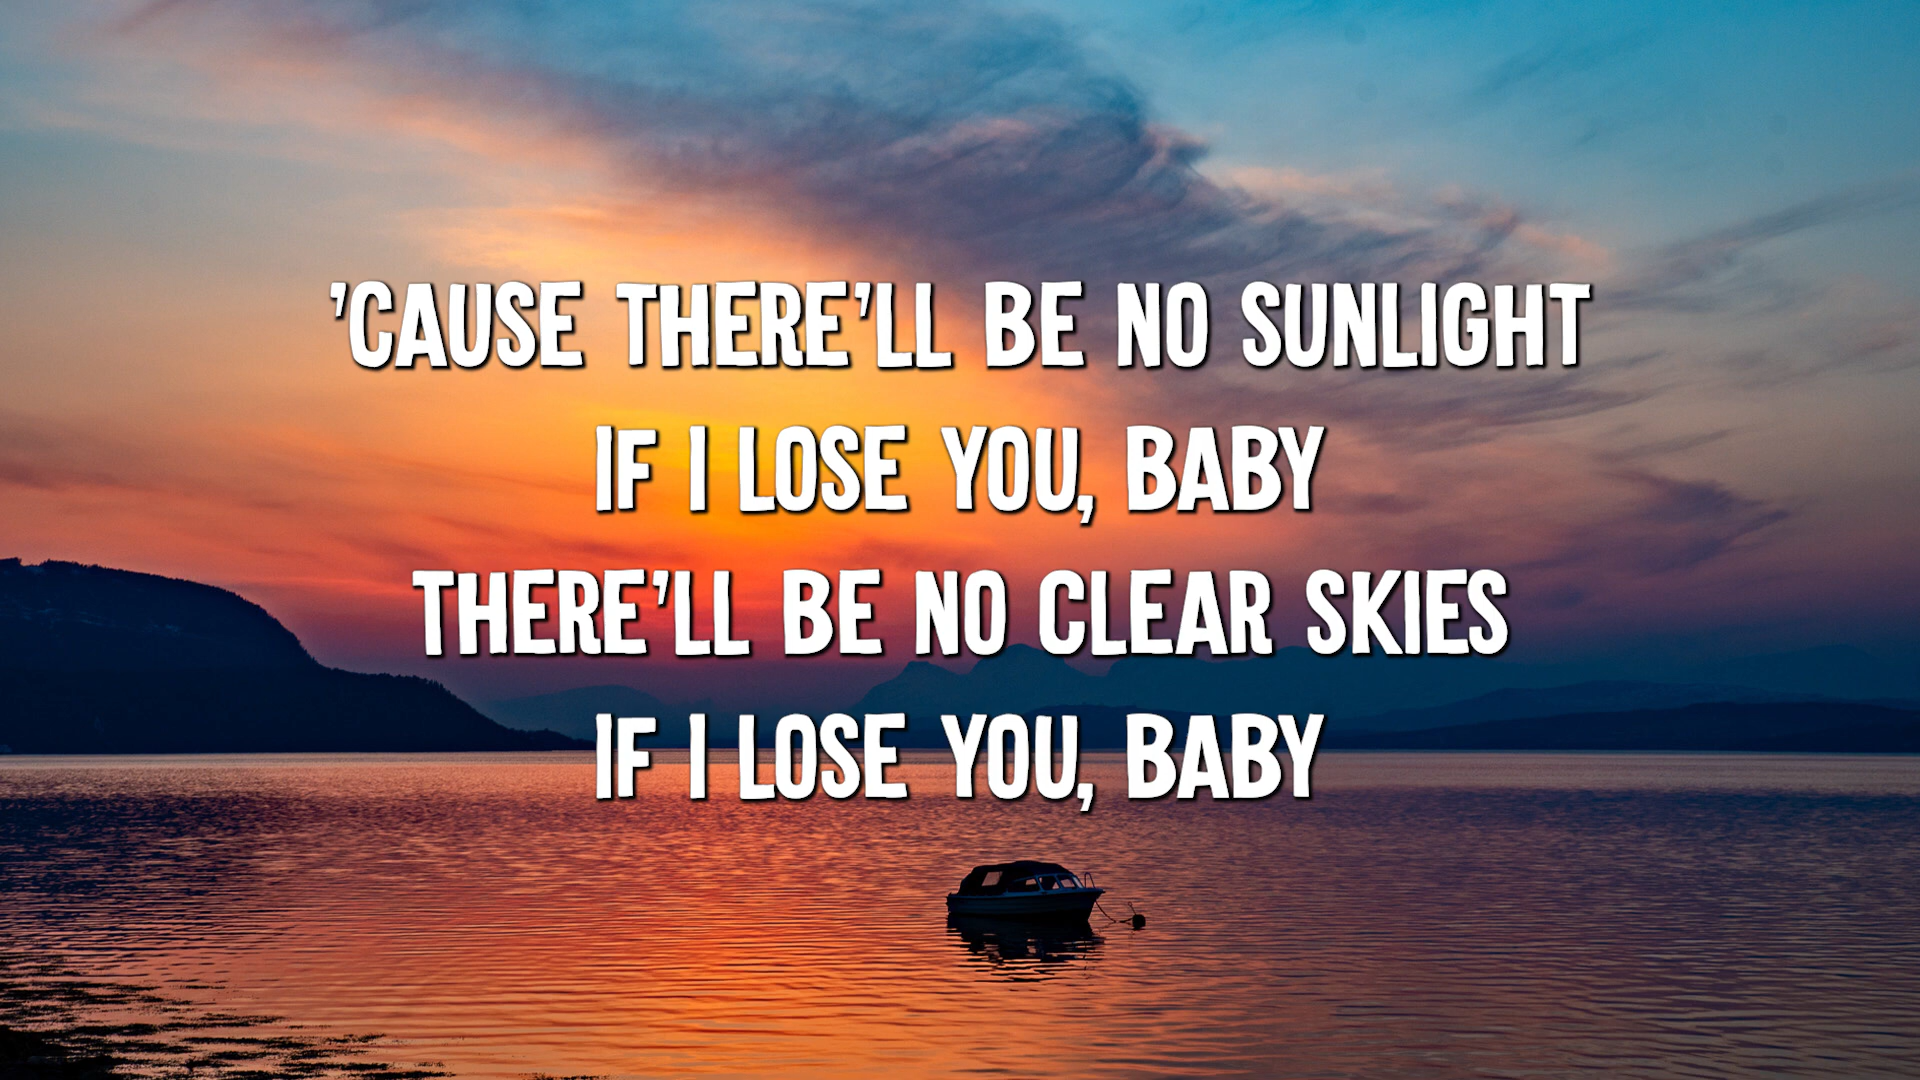 'CAUSE THERE'LL BE NO SUNLIGHT
IF I LOSE YOU, BABY
THERE'LL BE NO CLEAR SKIES
IF I LOSE YOU, BABY